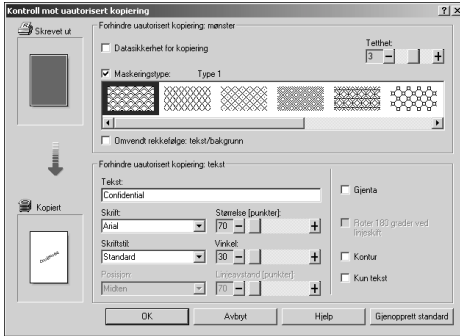 Kontroll mot uautorisert kopiering
Skrevet ut
Forhindre uautorisert kopiering: mønster
Datasikkerhet for kopiering
Tetthet:
3
Maskeringstype: Type 1
Omvendt rekkefølge: tekst/bakgrunn
Kopiert
Confidential
Forhindre uautorisert kopiering: tekst
Tekst:
Confidential
Skrift: Størrelse [punkter]:
Arial 70
Skriftstil: Vinkel:
Standard 30
Posisjon: Linjeavstand [punkter]
Midten 70
Gjenta
Roter 180 grader ved
linjeskift
Kontur
Kun tekst
OK Avbryt Hjelp Gjenopprett standard